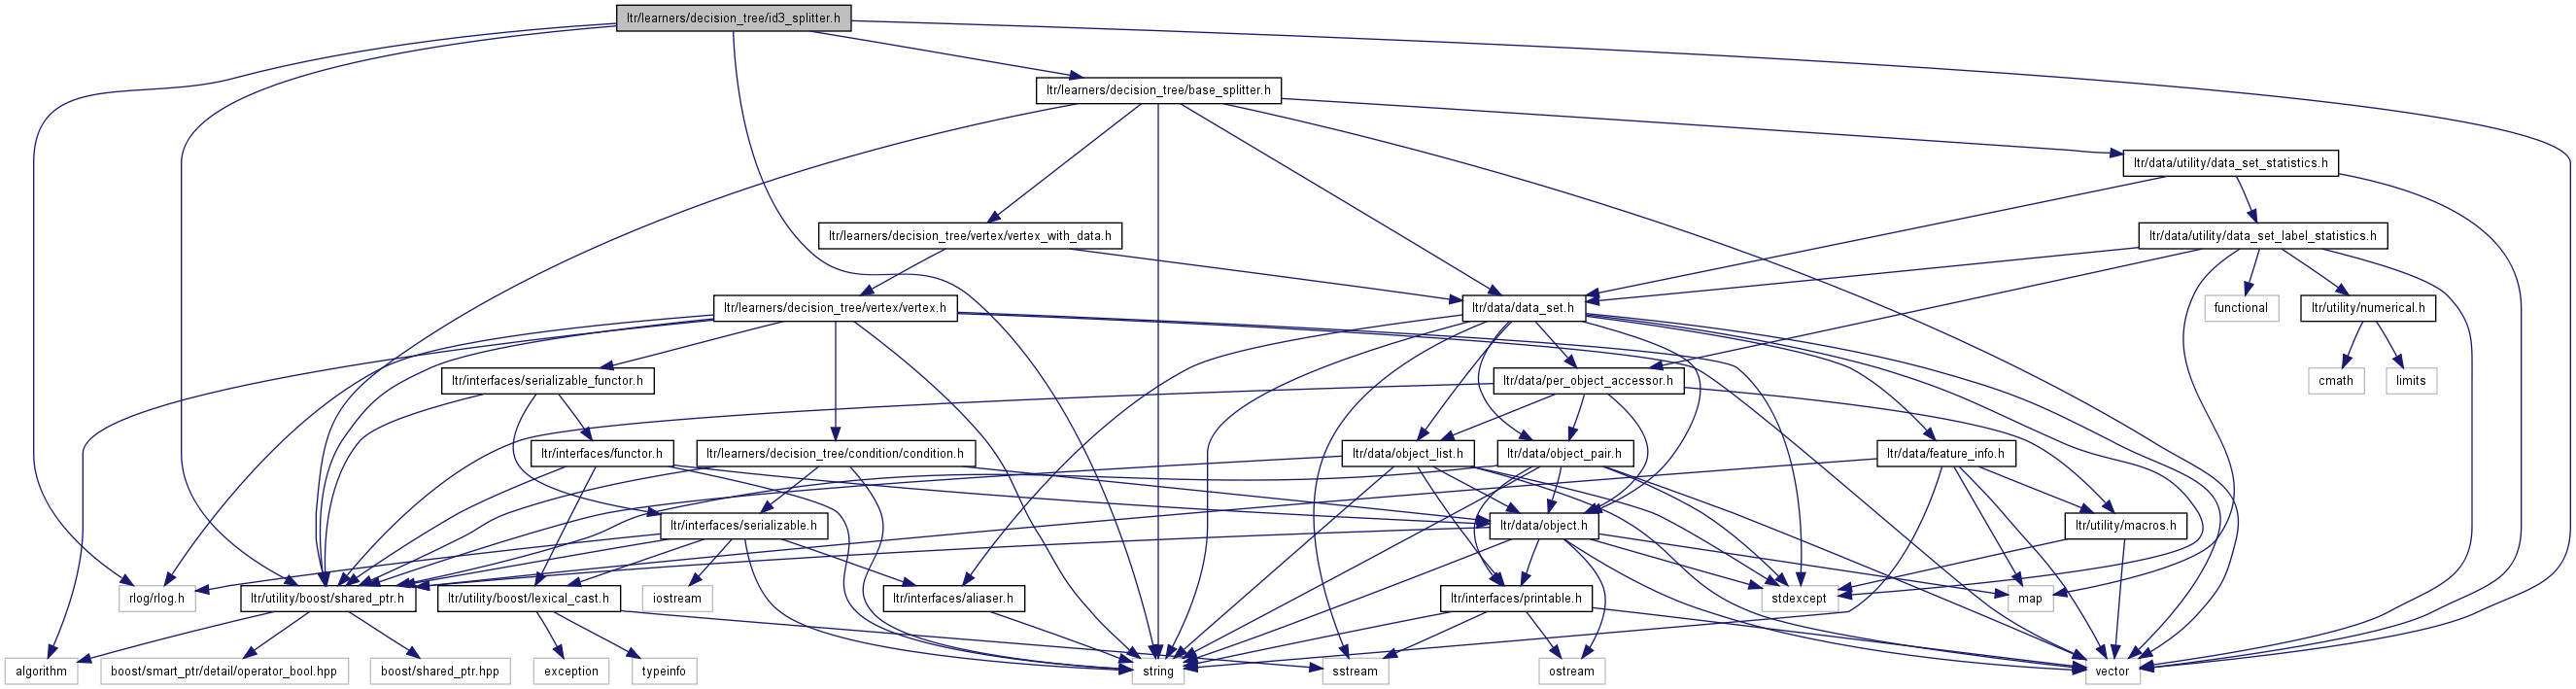 ltr/learners/decision_tree/id3_splitter.h
ltr/learners/decision_tree/base_splitter.h
ltr/data/utility/data_set_statistics.h
ltr/learners/decision_tree/vertex/vertex_with_data.h
ltr/data/utility/data_set_label_statistics.h
ltr/learners/decision_tree/vertex/vertex.h
ltr/data/data_set.h
functional
ltr/utility/numerical.h
ltr/interfaces/serializable_functor.h
ltr/data/per_object_accessor.h
cmath
limits
ltr/interfaces/functor.h
ltr/learners/decision_tree/condition/condition.h
ltr/data/object_list.h
ltr/data/object_pair.h
ltr/data/feature_info.h
ltr/interfaces/serializable.h
ltr/data/object.h
ltr/utility/macros.h
rlog/rlog.h
ltr/utility/boost/shared_ptr.h
ltr/utility/boost/lexical_cast.h
iostream
ltr/interfaces/aliaser.h
ltr/interfaces/printable.h
stdexcept
map
algorithm
boost/smart_ptr/detail/operator_bool.hpp
boost/shared_ptr.hpp
exception
typeinfo
string
sstream
ostream
vector